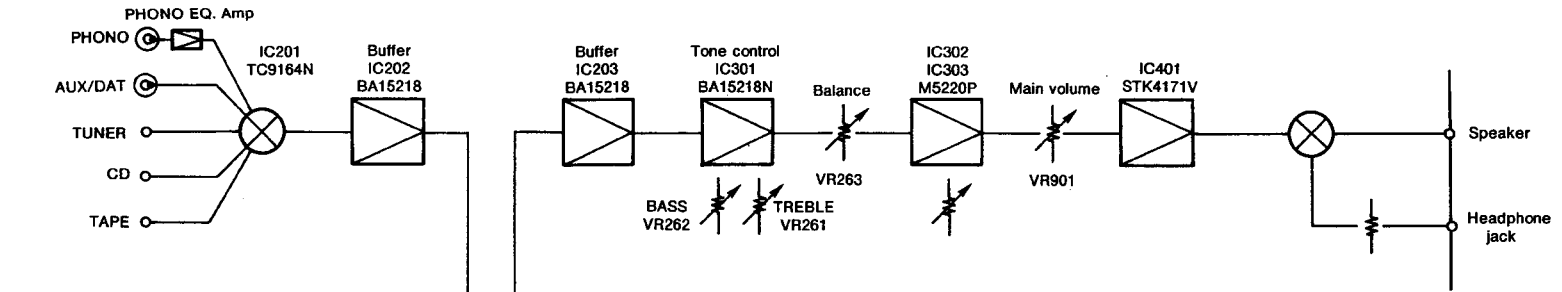 PHONO EQ. Amp
PHONO
AUX/DAT
TUNER
CD
TAPE
IC201
TC9164N
Buffer
IC202
BA15218
Buffer
IC203
BA15218
Tone control
IC301
BA15218N
BASS
VR262
TREBLE
VR261
Balance
VR263
IC302
IC303
M5220P
Main volume
VR901
IC401
STK4171V
Speaker
Headphone
jack